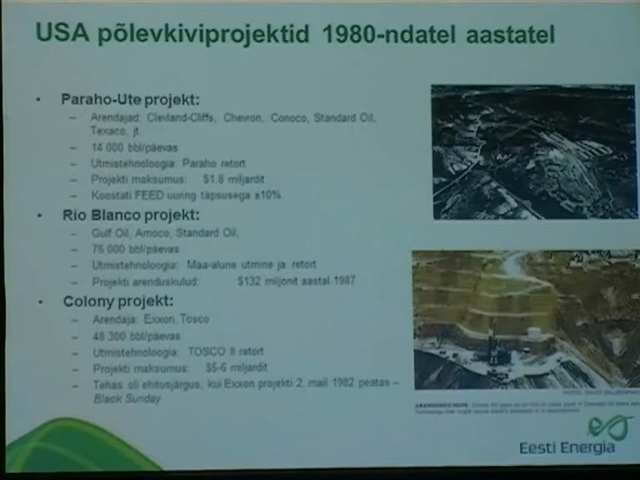 USA põlevkiviprojektid 1980-ndatel aastatel
• Paraho-Ute projekt:
– Arendajad: Clevland-Cliffs, Chevron, Conoco, Standard Oil,
Texaco, jt.
– 14 000 bbl/päevas
– Utmistehnoloogia: Paraho retort
– Projekti maksumus: $1.8 miljardit
– Koostati FEED uuring täpsusega ±10%
• Rio Blanco projekt:
– Gulf Oil, Amoco, Standard Oil,
– 76 000 bbl/päevas
– Utmistehnoloogia: Maa-alune utmine ja retort
– Projekti arenduskulud: $132 miljonit aastal 1987
• Colony projekt:
– Arendaja: Exxon, Tosco
– 48 300 bbl/päevas
– Utmistehnoloogia: TOSCO II retort
– Projekti maksumus: $5-6 miljardit
– Tehas oli ehitusjärgus, kui Exxon projekti 2. mail 1982 peatas –
Black Sunday
Eesti Energia